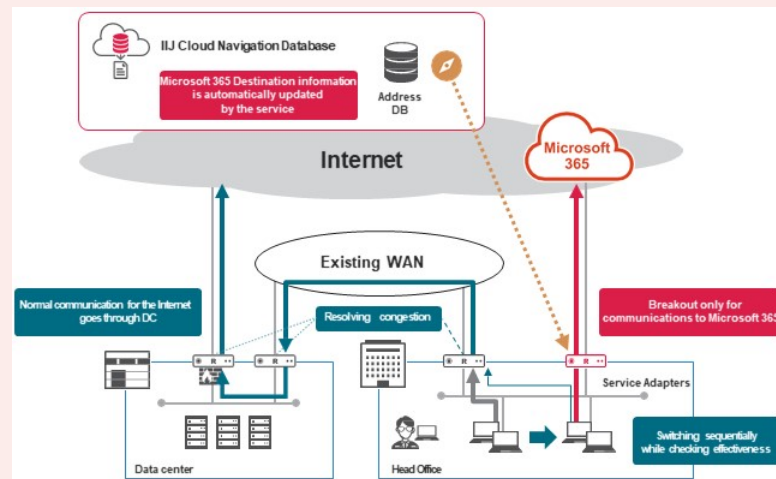 IIJ Cloud Navigation Database
Microsoft 365 Destination information
is automatically updated
by the service
Address
DB
Internet
Microsoft
365
Existing WAN
Normal communication for the Internet
goes through DC
Resolving congestion
Breakout only for
communications to Microsoft 365
R
R
R
R
Service Adapters
Switching sequentially
while checking effectiveness
Data center
Head Office